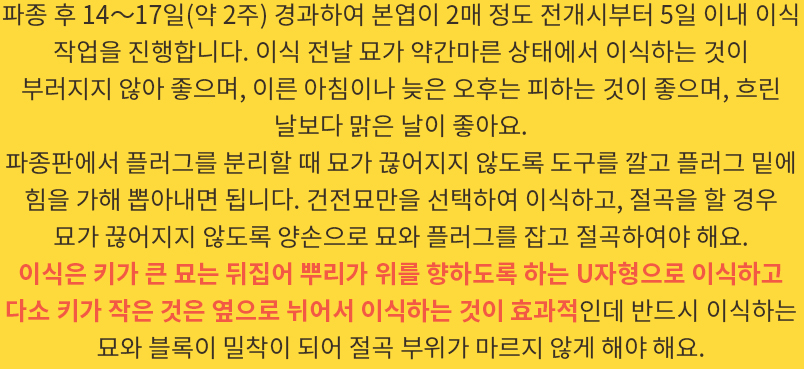 파종 후 14～17일(약 2주) 경과하여 본엽이 2매 정도 전개시부터 5일 이내 이식
작업을 진행합니다. 이식 전날 묘가 약간마른 상태에서 이식하는 것이
부러지지 않아 좋으며, 이른 아침이나 늦은 오후는 피하는 것이 좋으며, 흐린
날보다 맑은 날이 좋아요.
파종판에서 플러그를 분리할 때 묘가 끊어지지 않도록 도구를 깔고 플러그 밑에
힘을 가해 뽑아내면 됩니다. 건전묘만을 선택하여 이식하고, 절곡을 할 경우
묘가 끊어지지 않도록 양손으로 묘와 플러그를 잡고 절곡하여야 해요.
이식은 키가 큰 묘는 뒤집어 뿌리가 위를 향하도록 하는 U자형으로 이식하고
다소 키가 작은 것은 옆으로 뉘어서 이식하는 것이 효과적인데 반드시 이식하는
묘와 블록이 밀착이 되어 절곡 부위가 마르지 않게 해야 해요.